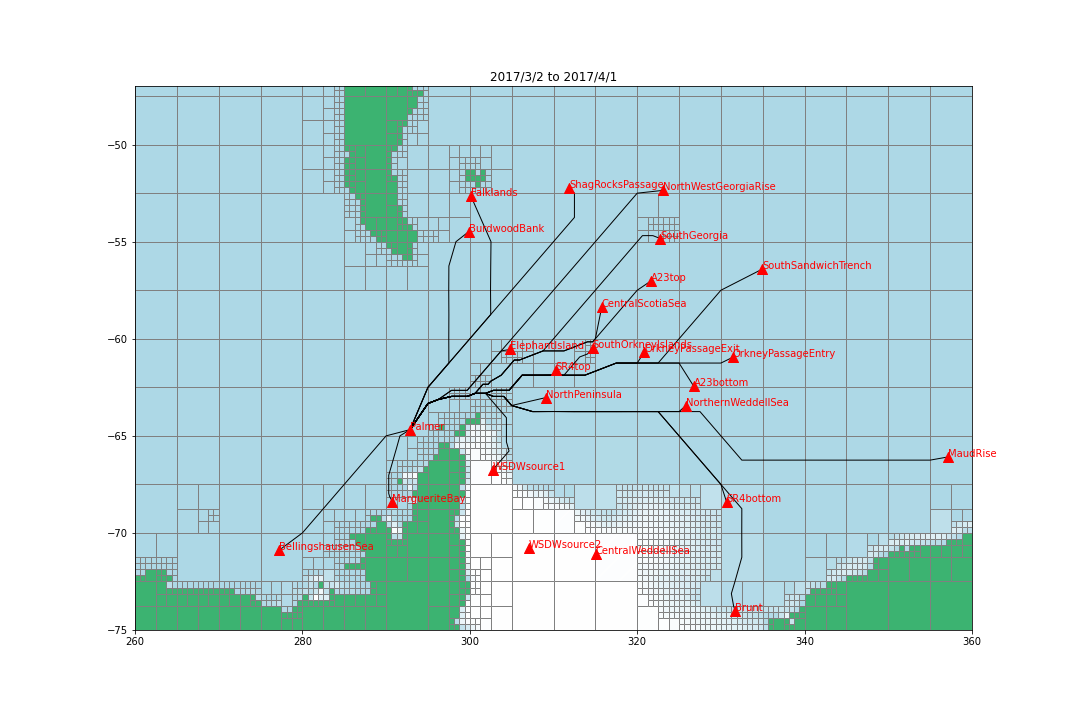 2017/3/2 to 2017/4/1
−50
−55
−60
−65
−70
−75
260
280
300
320
340
360
Falklands
ShagRocksPassage
NorthWestGeorgiaRise
BurdwoodBank
SouthGeorgia
SouthSandwichTrench
A23top
CentralScotiaSea
ElephantIsland
SouthOrkneyIslands
OrkneyPassageExit
OrkneyPassageEntry
SR4top
A23bottom
NorthPeninsula
NorthernWeddellSea
Palmer
MaudRise
WSDWsource1
MargueriteBay
SR4bottom
BellingshausenSea
WSDWsource2
CentralWeddellSea
Brunt